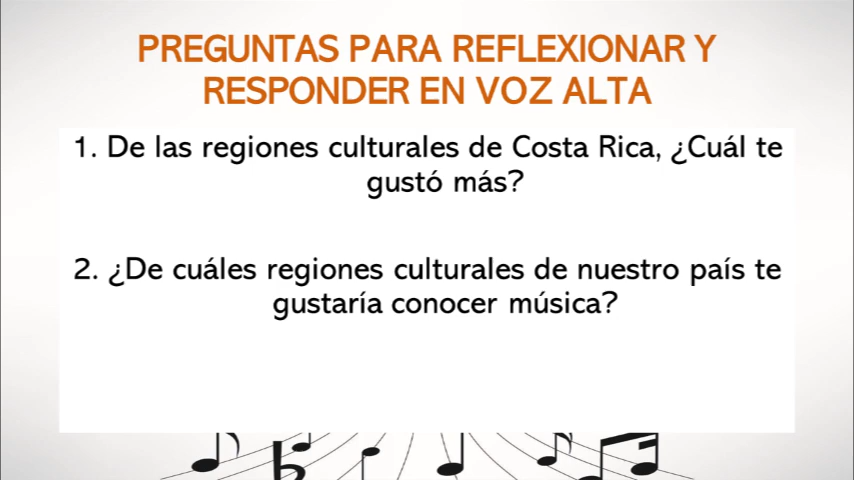 PREGUNTAS PARA REFLEXIONAR Y
RESPONDER EN VOZ ALTA
1. De las regiones culturales de Costa Rica, ¿Cuál te
gustó más?
2. ¿De cuáles regiones culturales de nuestro país te
gustaría conocer música?